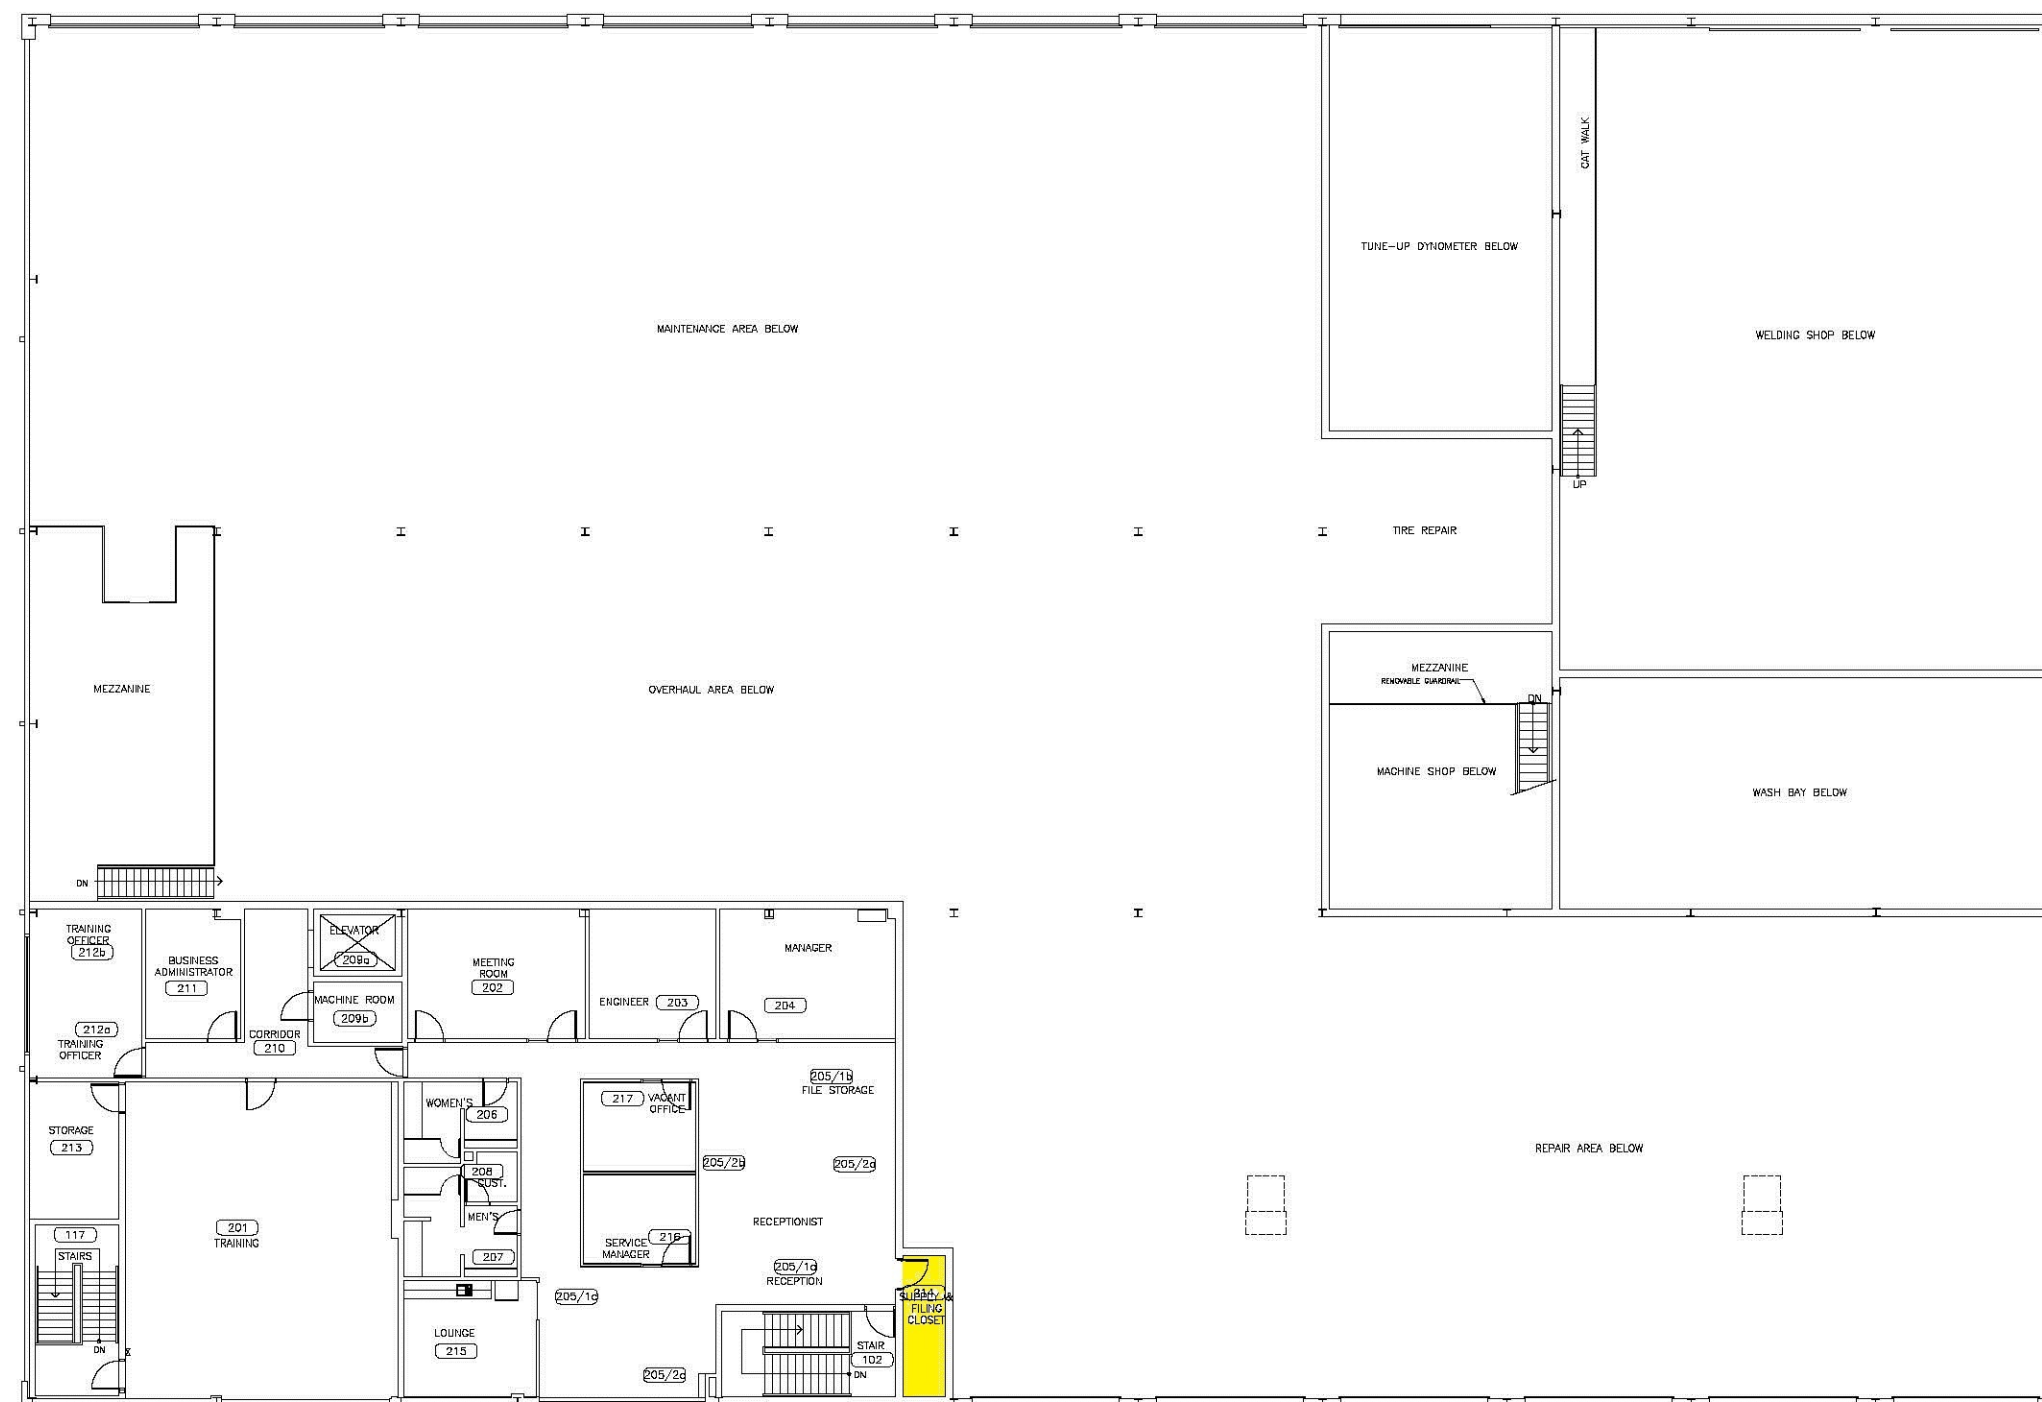 CAT WALK
TUNE-UP DYNOMETER BELOW
MAINTENANCE AREA BELOW
WELDING SHOP BELOW
UP
TIRE REPAIR
MEZZANINE
REMOVABLE GUARDRAIL
DN
MEZZANINE
OVERHAUL AREA BELOW
MACHINE SHOP BELOW
WASH BAY BELOW
DN
TRAINING
OFFICER
212b
BUSINESS
ADMINISTRATOR
211
ELEVATOR
209a
MEETING
ROOM
202
MANAGER
204
ENGINEER 203
MACHINE ROOM
209b
212a
TRAINING
OFFICER
CORRIDOR
210
205/1b
FILE STORAGE
217 VACANT
OFFICE
WOMEN'S
206
STORAGE
213
REPAIR AREA BELOW
205/2b
205/2a
208
CUST.
MEN'S
207
201
TRAINING
RECEPTIONIST
117
STAIRS
DN
SERVICE 216
MANAGER
205/1a
RECEPTION
205/1c
214
SUPPLY &
FILING
CLOSET
LOUNGE
215
STAIR
102
DN
205/2c